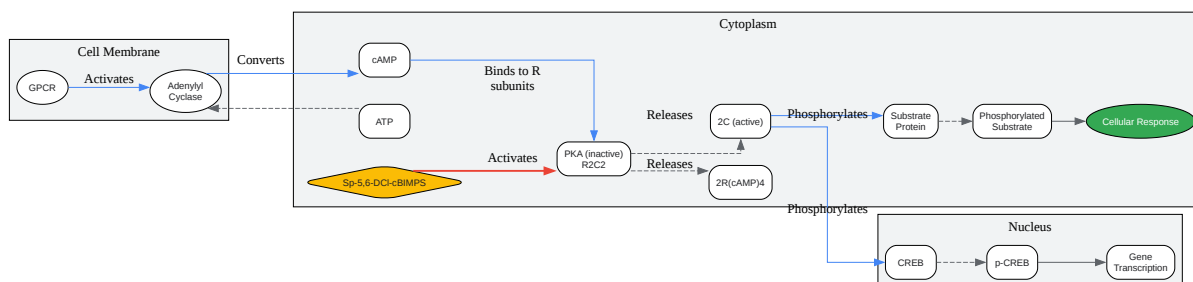 Cytoplasm
Cell Membrane
GPCR
Activates
Adenylyl
Cyclase
Converts
cAMP
ATP
Binds to R
subunits
Sp-5,6-DCl-cBIMPS
Activates
PKA (inactive)
R2C2
Releases
Releases
2C (active)
2R(cAMP)4
Phosphorylates
Substrate
Protein
Phosphorylated
Substrate
Cellular Response
Phosphorylates
Nucleus
CREB
p-CREB
Gene
Transcription